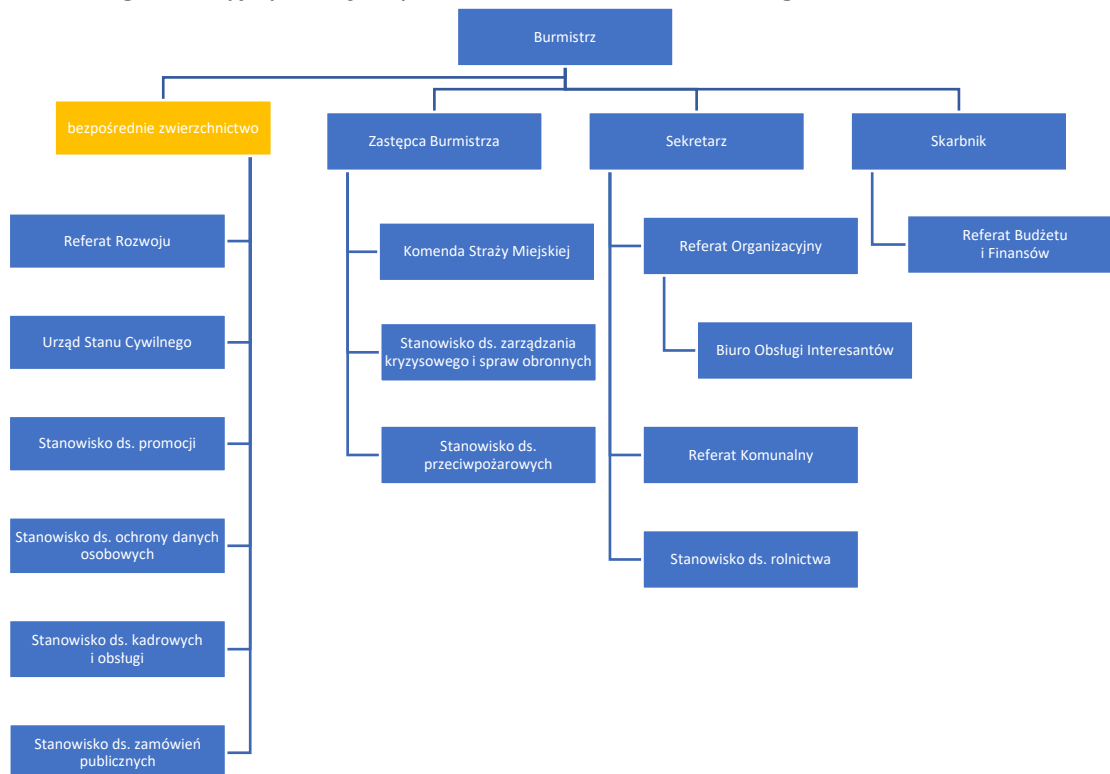 Burmistrz
bezpośrednie zwierzchnictwo
Zastępca Burmistrza
Sekretarz
Skarbnik
Referat Rozwoju
Urząd Stanu Cywilnego
Stanowisko ds. promocji
Stanowisko ds. ochrony danych
osobowych
Stanowisko ds. kadrowych
i obsługi
Stanowisko ds. zamówień
publicznych
Komenda Straży Miejskiej
Stanowisko ds. zarządzania
kryzysowego i spraw obronnych
Stanowisko ds.
przeciwpożarowych
Referat Organizacyjny
Biuro Obsługi Interesantów
Referat Komunalny
Stanowisko ds. rolnictwa
Referat Budżetu
i Finansów